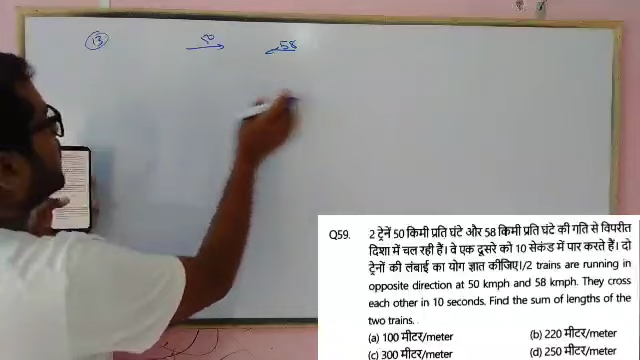 13 50 58
Q59. 2 ट्रेनें 50 किमी प्रति घंटे और 58 किमी प्रति घंटे की गति से विपरीत
दिशा में चल रही हैं। वे एक दूसरे को 10 सेकंड में पार करते हैं। दो
ट्रेनों की लंबाई का योग ज्ञात कीजिए।/2 trains are running in
opposite direction at 50 kmph and 58 kmph. They cross
each other in 10 seconds. Find the sum of lengths of the
two trains.
(a) 100 मीटर/meter (b) 220 मीटर/meter
(c) 300 मीटर/meter (d) 250 मीटर/meter